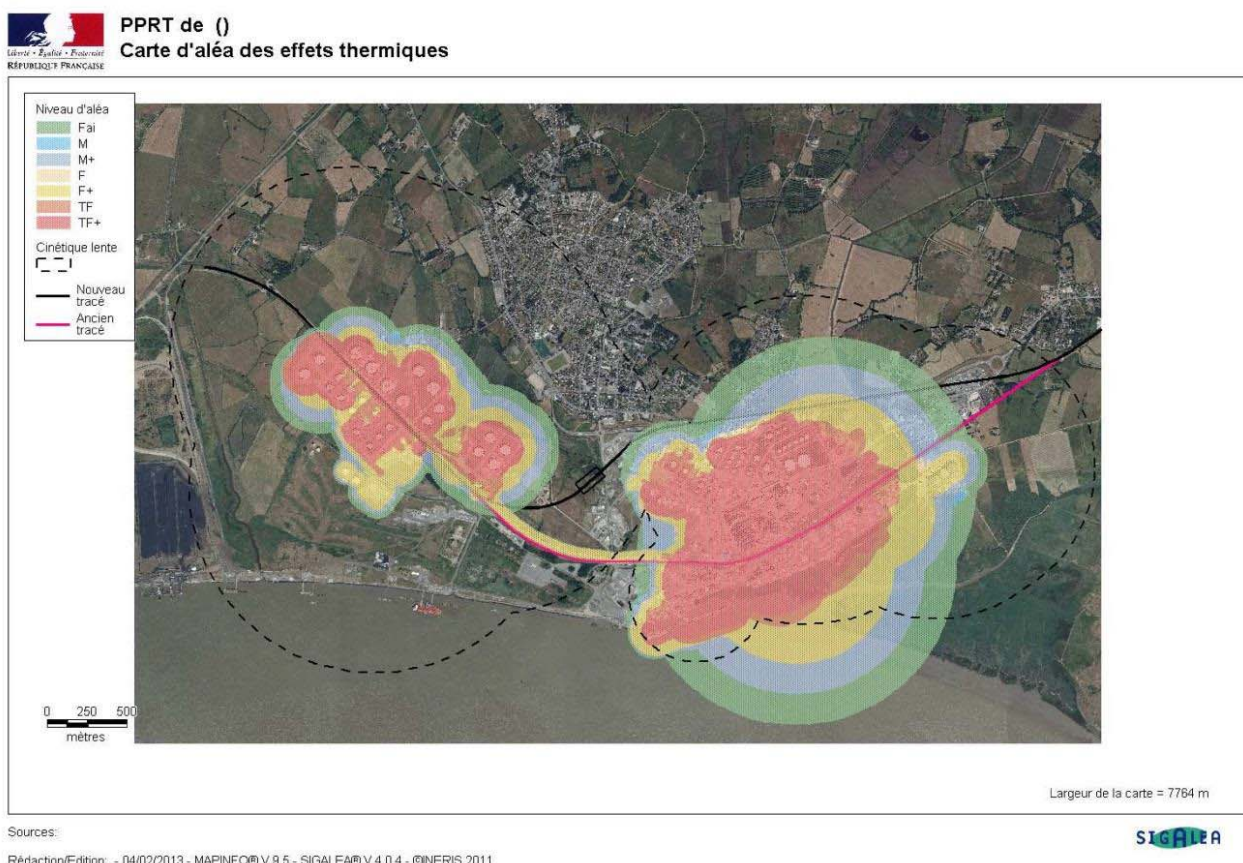 PPRT de ()
Carte d'aléa des effets thermiques
Liberté • Égalité • Fraternité
RÉPUBLIQUE FRANÇAISE
Niveau d'aléa
Fai
M
M+
F
F+
TF
TF+
Cinétique lente
Nouveau
tracé
Ancien
tracé
0 250 500
mètres
Largeur de la carte = 7764 m
Sources:
SIGALEA
Rédaction/Edition: - 04/02/2013 - MAPINFO® V 9.5 - SIGALEA® V 4.0.4 - ©INERIS 2011